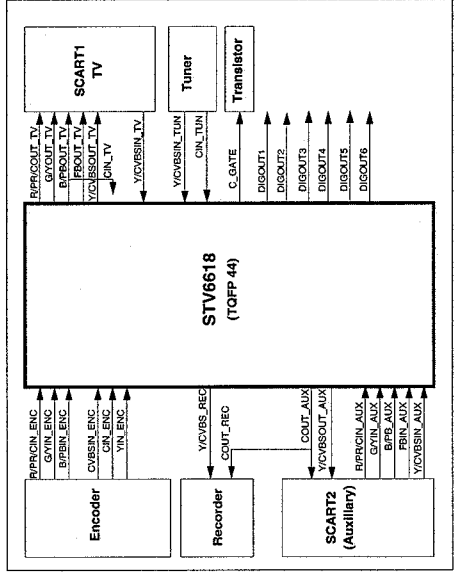 SCART1
TV
Tuner
Transistor
R/PR/COUT_TV
G/YOUT_TV
B/PBOUT_TV
FBOUT_TV
Y/CVBSOUT_TV
CIN_TV
Y/CVBSIN_TV
Y/CVBSIN_TUN
CIN_TUN
C_GATE
DIGOUT1
DIGOUT2
DIGOUT3
DIGOUT4
DIGOUT5
DIGOUT6
STV6618
(TQFP 44)
R/PR/CIN_ENC
G/YIN_ENC
B/PBIN_ENC
CVBSIN_ENC
CIN_ENC
YIN_ENC
Y/CVBS_REC
COUT_REC
COUT_AUX
Y/CVBSOUT_AUX
R/PR/CIN_AUX
G/YIN_AUX
B/PB_AUX
FBIN_AUX
Y/CVBSIN_AUX
Encoder
Recorder
SCART2
(Auxiliary)